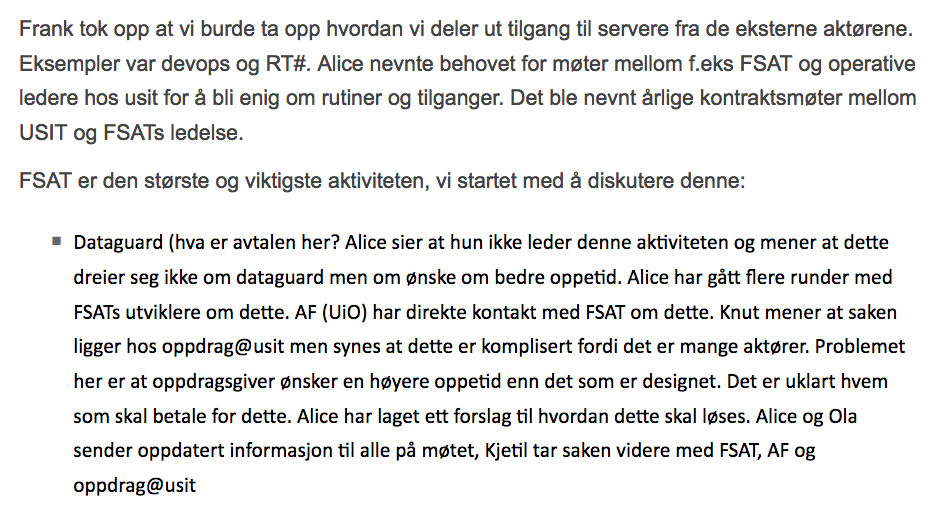 Frank tok opp at vi burde ta opp hvordan vi deler ut tilgang til servere fra de eksterne aktørene.
Eksempler var devops og RT#. Alice nevnte behovet for møter mellom f.eks FSAT og operative
ledere hos usit for å bli enig om rutiner og tilganger. Det ble nevnt årlige kontraktsmøter mellom
USIT og FSATs ledelse.
FSAT er den største og viktigste aktiviteten, vi startet med å diskutere denne:
▪ Dataguard (hva er avtalen her? Alice sier at hun ikke leder denne aktiviteten og mener at dette
dreier seg ikke om dataguard men om ønske om bedre oppetid. Alice har gått flere runder med
FSATs utviklere om dette. AF (UiO) har direkte kontakt med FSAT om dette. Knut mener at saken
ligger hos oppdrag@usit men synes at dette er komplisert fordi det er mange aktører. Problemet
her er at oppdragsgiver ønsker en høyere oppetid enn det som er designet. Det er uklart hvem
som skal betale for dette. Alice har laget ett forslag til hvordan dette skal løses. Alice og Ola
sender oppdatert informasjon til alle på møtet, Kjetil tar saken videre med FSAT, AF og
oppdrag@usit